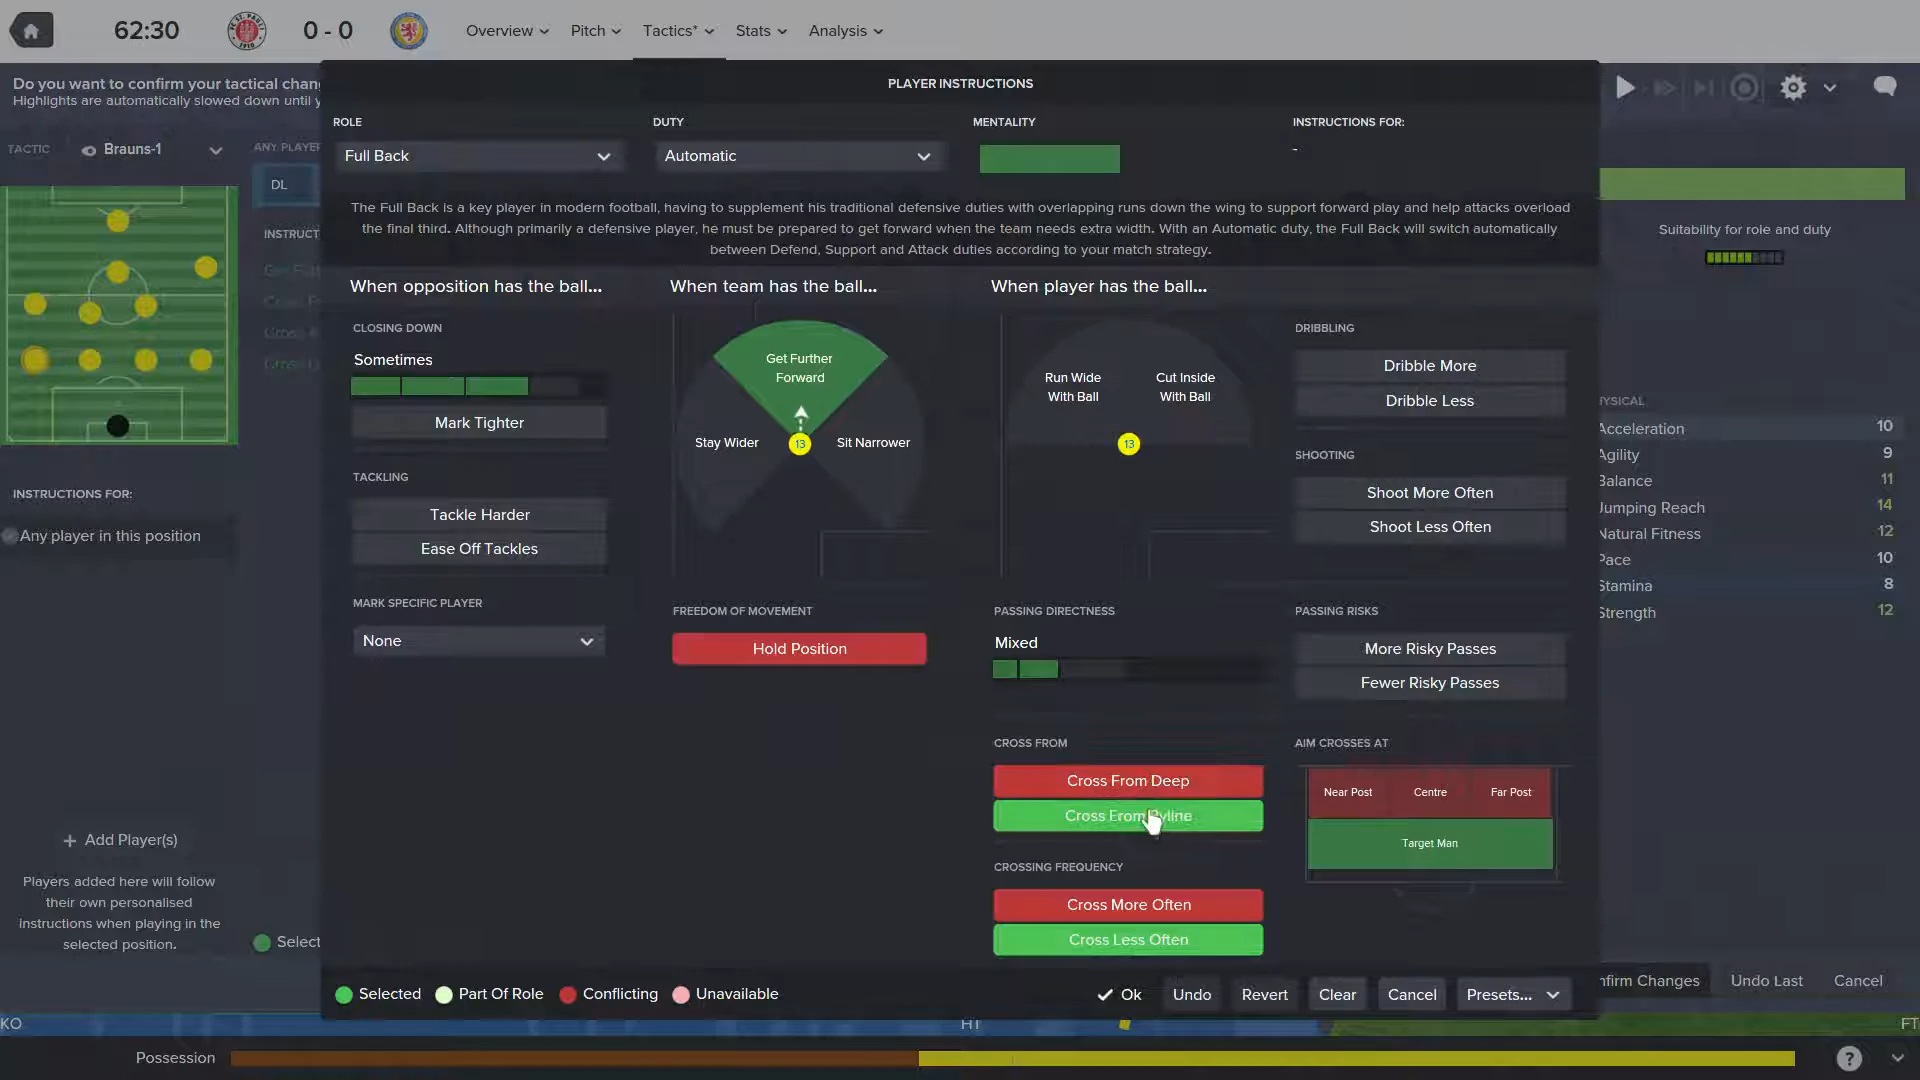 62:30
0 - 0
Overview
Pitch
Tactics*
Stats
Analysis
Do you want to confirm your tactical chang
Highlights are automatically slowed down until y
PLAYER INSTRUCTIONS
ROLE
DUTY
MENTALITY
INSTRUCTIONS FOR:
-
TACTIC
Brauns-1
ANY PLAYER
DL
Full Back
Automatic
The Full Back is a key player in modern football, having to supplement his traditional defensive duties with overlapping runs down the wing to support forward play and help attacks overload
the final third. Although primarily a defensive player, he must be prepared to get forward when the team needs extra width. With an Automatic duty, the Full Back will switch automatically
between Defend, Support and Attack duties according to your match strategy.
Suitability for role and duty
INSTRUCT
When opposition has the ball...
When team has the ball...
When player has the ball...
CLOSING DOWN
Sometimes
Mark Tighter
TACKLING
Tackle Harder
Ease Off Tackles
MARK SPECIFIC PLAYER
None
Get Further
Forward
Stay Wider
13
Sit Narrower
FREEDOM OF MOVEMENT
Hold Position
Run Wide
With Ball
Cut Inside
With Ball
13
PASSING DIRECTNESS
Mixed
CROSS FROM
Cross From Deep
Cross From Byline
CROSSING FREQUENCY
Cross More Often
Cross Less Often
DRIBBLING
Dribble More
Dribble Less
SHOOTING
Shoot More Often
Shoot Less Often
PASSING RISKS
More Risky Passes
Fewer Risky Passes
AIM CROSSES AT
Near Post
Centre
Far Post
Target Man
HYSICAL
Acceleration 10
Agility 9
Balance 11
Jumping Reach 14
Natural Fitness 12
Pace 10
Stamina 8
Strength 12
INSTRUCTIONS FOR:
Any player in this position
+ Add Player(s)
Players added here will follow
their own personalised
instructions when playing in the
selected position.
Select
Selected
Part Of Role
Conflicting
Unavailable
Ok
Undo
Revert
Clear
Cancel
Presets...
nfirm Changes
Undo Last
Cancel
KO
HT
FT
Possession
?